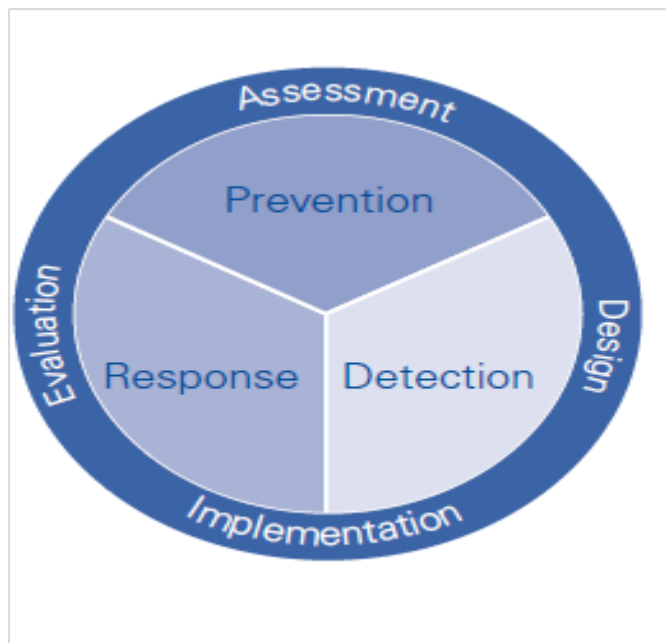 Assessment
Prevention
Evaluation
Design
Response
Detection
Implementation